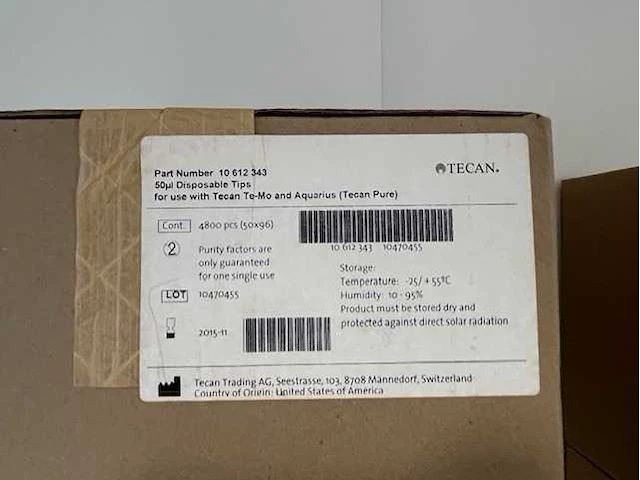 Part Number 10 612 343
50µl Disposable Tips
for use with Tecan Te-Mo and Aquarius (Tecan Pure)
TECAN.
Cont. 4800 pcs (50x96)
10 612 343 10470455
2 Purity factors are
only guaranteed
for one single use
LOT 10470455
2015-11
Storage:
Temperature: -25/ + 55°C
Humidity: 10 - 95%
Product must be stored dry and
protected against direct solar radiation
Tecan Trading AG, Seestrasse, 103, 8708 Männedorf, Switzerland
Country of Origin: United States of America